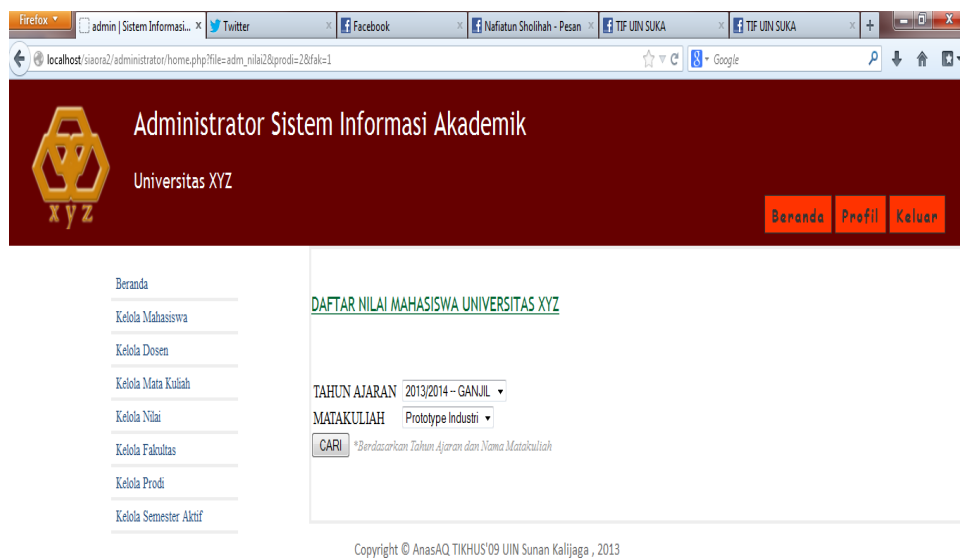 Firefox
admin | Sistem Informasi... x
Twitter x
Facebook x
Nafiatun Sholihah - Pesan x
TIF UIN SUKA x
TIF UIN SUKA x
+
localhost/siaora2/administrator/home.php?file=adm_nilai2&prodi=2&fak=1
Google
Administrator Sistem Informasi Akademik
Universitas XYZ
x y z
Beranda
Profil
Keluar
Beranda
Kelola Mahasiswa
Kelola Dosen
Kelola Mata Kuliah
Kelola Nilai
Kelola Fakultas
Kelola Prodi
Kelola Semester Aktif
DAFTAR NILAI MAHASISWA UNIVERSITAS XYZ
TAHUN AJARAN 2013/2014 -- GANJIL
MATAKULIAH Prototype Industri
CARI *Berdasarkan Tahun Ajaran dan Nama Matakuliah
Copyright © AnasAQ TIKHUS'09 UIN Sunan Kalijaga , 2013